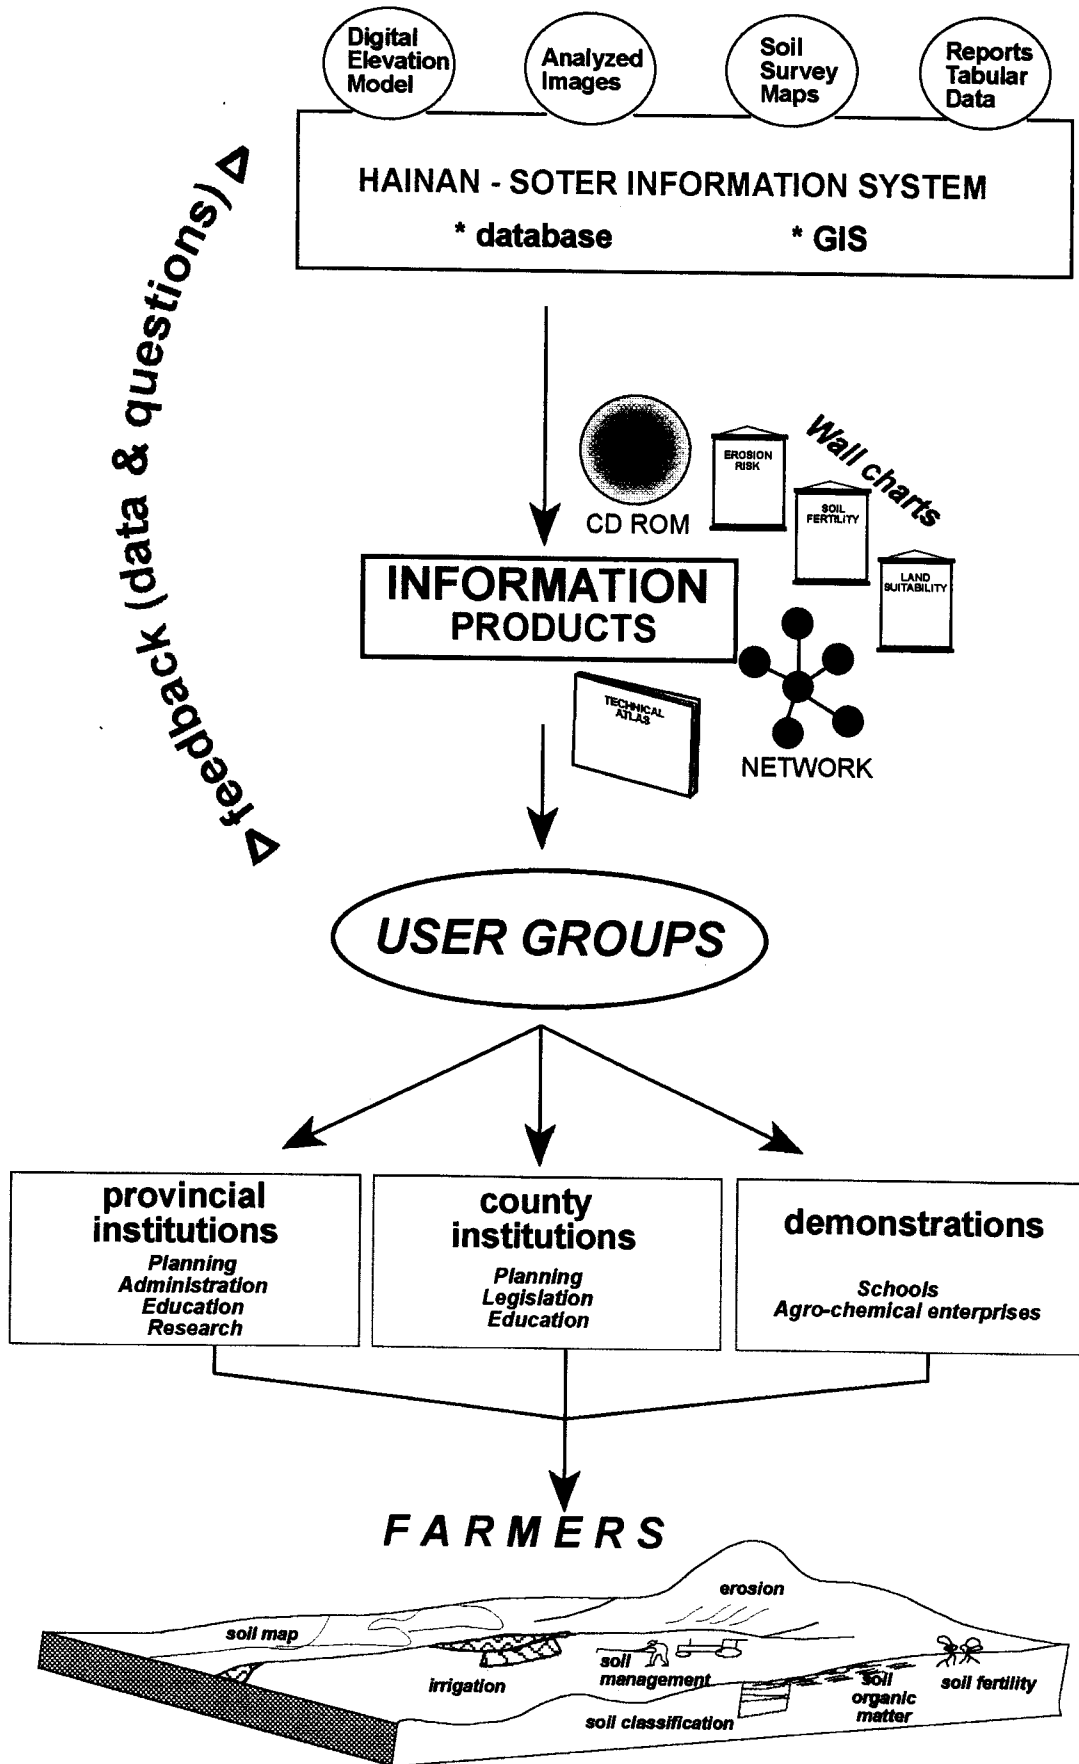 Digital
Elevation
Model
Analyzed
Images
Soil
Survey
Maps
Reports
Tabular
Data
HAINAN - SOTER INFORMATION SYSTEM
* database
* GIS
feedback (data & questions)
CD ROM
EROSION
RISK
Wall charts
SOIL
FERTILITY
LAND
SUITABILITY
INFORMATION
PRODUCTS
TECHNICAL
ATLAS
NETWORK
USER GROUPS
provincial
institutions
Planning
Administration
Education
Research
county
institutions
Planning
Legislation
Education
demonstrations
Schools
Agro-chemical enterprises
FARMERS
erosion
soil map
irrigation
soil
management
soil classification
soil
organic
matter
soil fertility